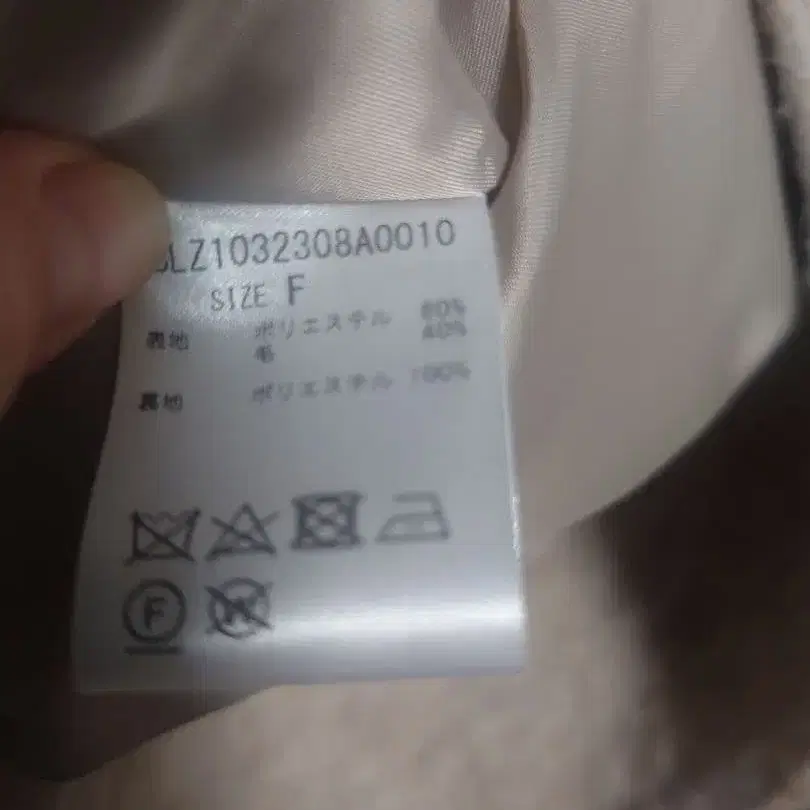 LZ1032308A0010
SIZE F
表地 ポリエステル 60%
毛 40%
裏地 ポリエステル 100%
F
W